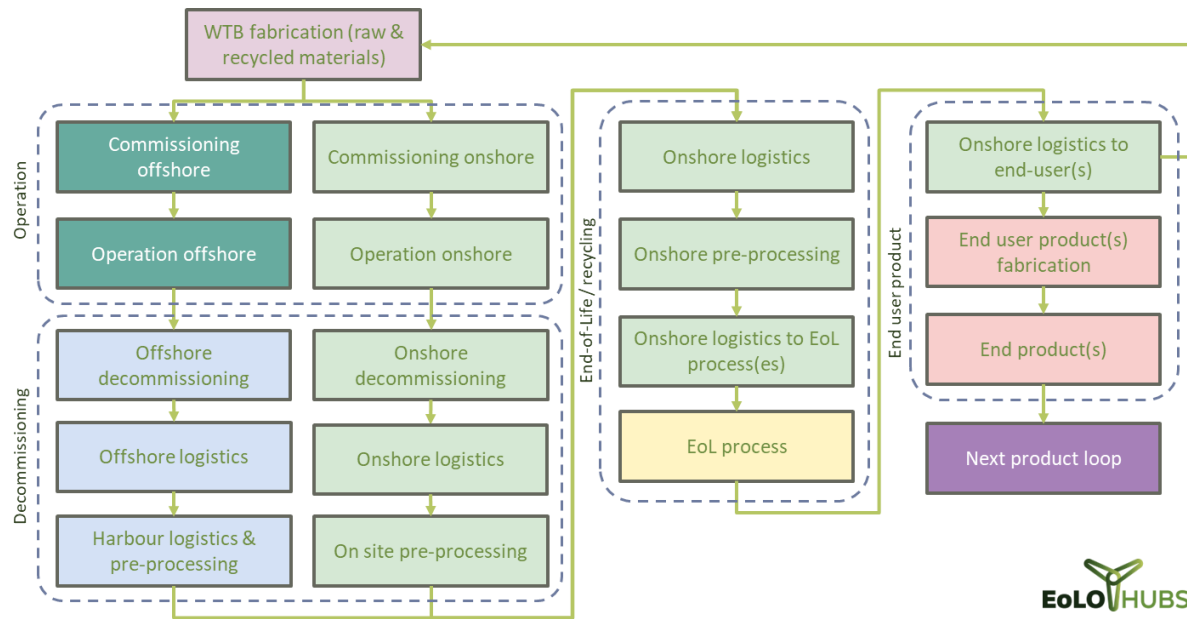 WTB fabrication (raw &
recycled materials)
Operation
Commissioning
offshore
Commissioning onshore
Operation offshore
Operation onshore
Decommissioning
Offshore
decommissioning
Onshore
decommissioning
Offshore logistics
Onshore logistics
Harbour logistics &
pre-processing
On site pre-processing
End-of-Life / recycling
Onshore logistics
Onshore pre-processing
Onshore logistics to EoL
process(es)
EoL process
End user product
Onshore logistics to
end-user(s)
End user product(s)
fabrication
End product(s)
Next product loop
EoLO HUBS